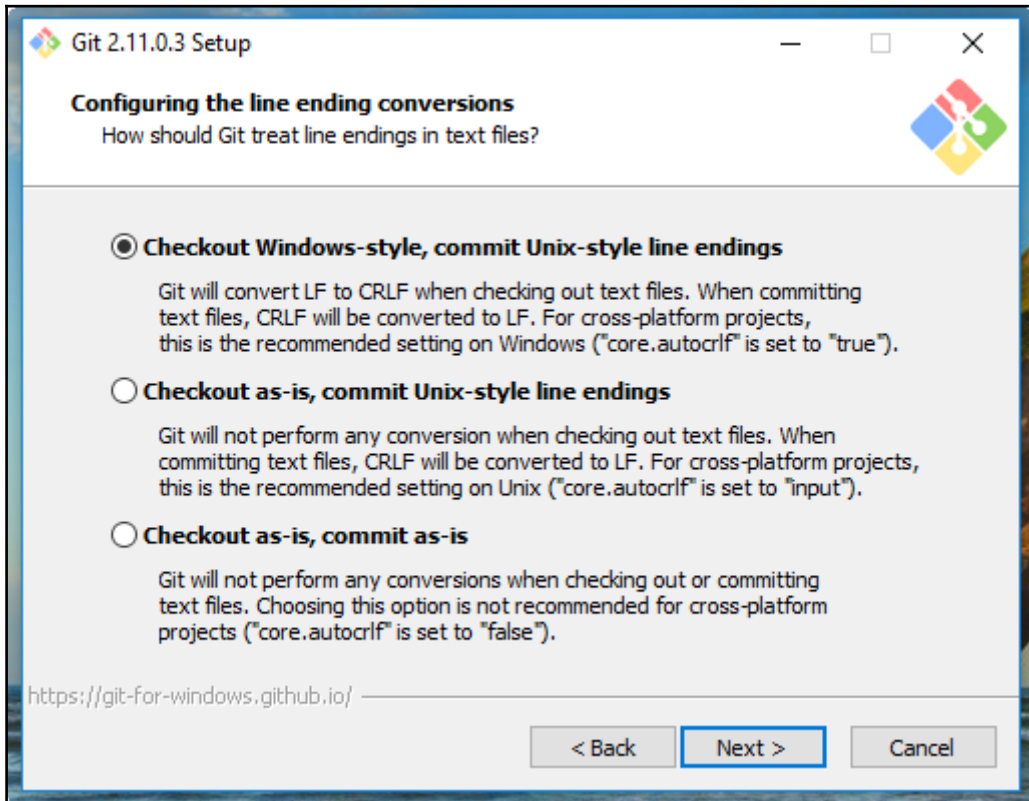 Git 2.11.0.3 Setup
Configuring the line ending conversions
How should Git treat line endings in text files?
Checkout Windows-style, commit Unix-style line endings
Git will convert LF to CRLF when checking out text files. When committing
text files, CRLF will be converted to LF. For cross-platform projects,
this is the recommended setting on Windows ("core.autocrlf" is set to "true").
Checkout as-is, commit Unix-style line endings
Git will not perform any conversion when checking out text files. When
committing text files, CRLF will be converted to LF. For cross-platform projects,
this is the recommended setting on Unix ("core.autocrlf" is set to "input").
Checkout as-is, commit as-is
Git will not perform any conversions when checking out or committing
text files. Choosing this option is not recommended for cross-platform
projects ("core.autocrlf" is set to "false").
https://git-for-windows.github.io/
< Back Next > Cancel